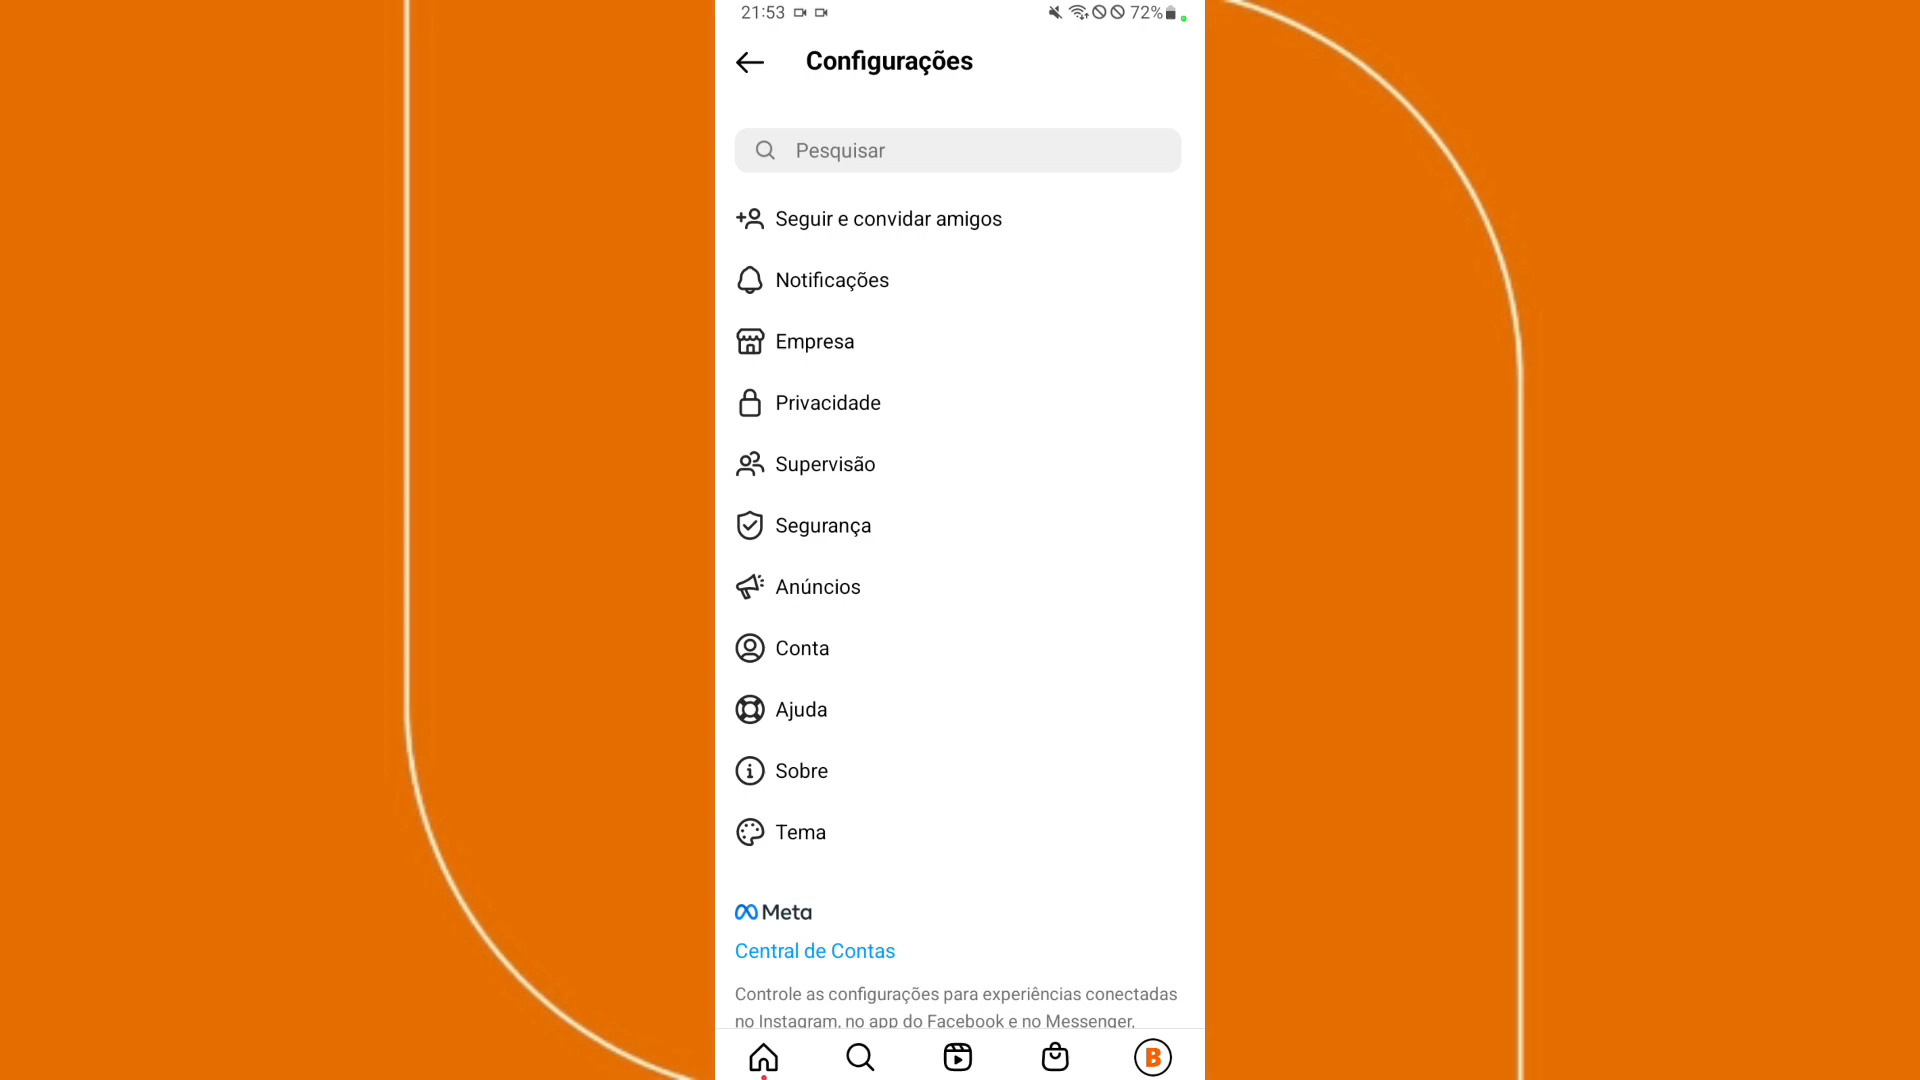 21:53
72%
Configurações
Pesquisar
Seguir e convidar amigos
Notificações
Empresa
Privacidade
Supervisão
Segurança
Anúncios
Conta
Ajuda
Sobre
Tema
Meta
Central de Contas
Controle as configurações para experiências conectadas
no Instagram, no app do Facebook e no Messenger,
B